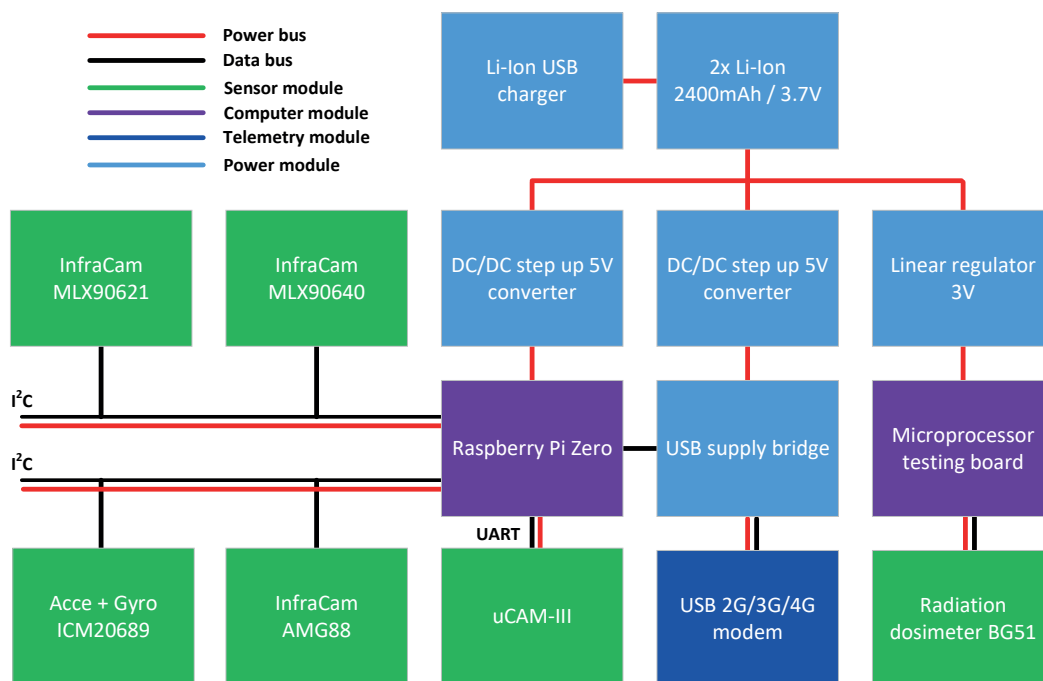 Power bus
Data bus
Sensor module
Computer module
Telemetry module
Power module
Li-Ion USB
charger
2x Li-Ion
2400mAh / 3.7V
InfraCam
MLX90621
InfraCam
MLX90640
DC/DC step up 5V
converter
DC/DC step up 5V
converter
Linear regulator
3V
I²C
Raspberry Pi Zero
USB supply bridge
Microprocessor
testing board
I²C
UART
Acce + Gyro
ICM20689
InfraCam
AMG88
uCAM-III
USB 2G/3G/4G
modem
Radiation
dosimeter BG51